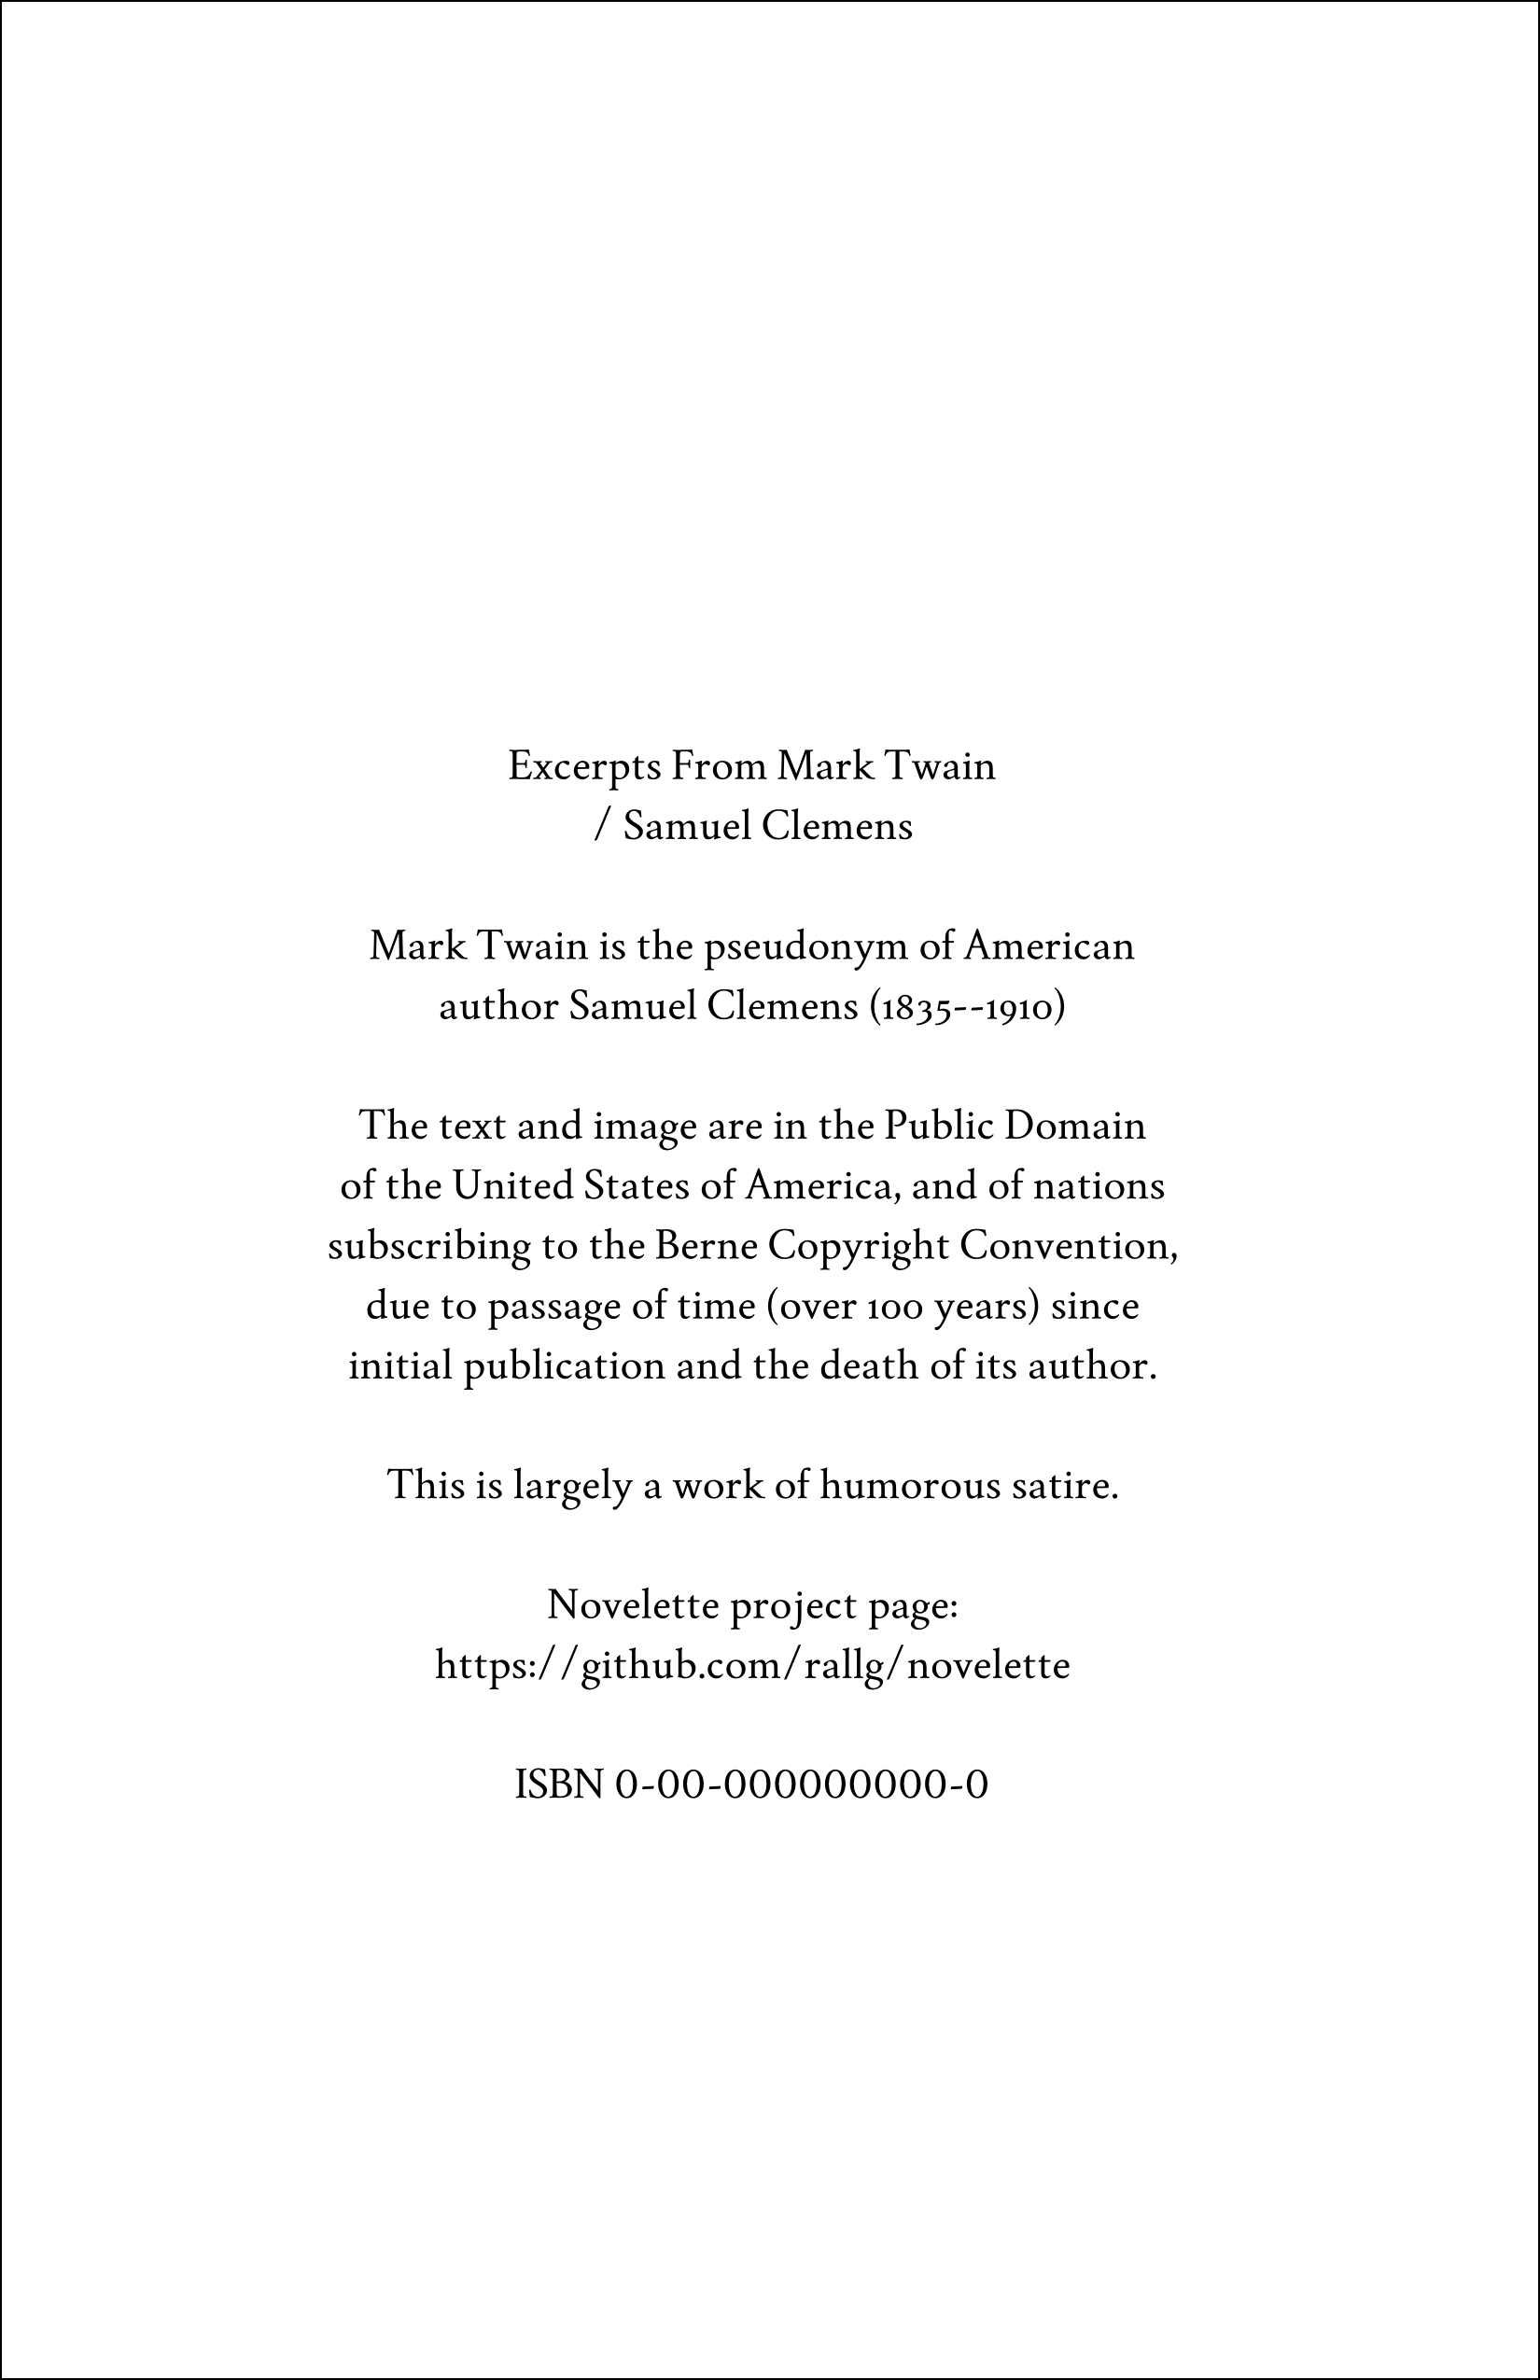 Excerpts From Mark Twain
/ Samuel Clemens
Mark Twain is the pseudonym of American
author Samuel Clemens (1835--1910)
The text and image are in the Public Domain
of the United States of America, and of nations
subscribing to the Berne Copyright Convention,
due to passage of time (over 100 years) since
initial publication and the death of its author.
This is largely a work of humorous satire.
Novelette project page:
https://github.com/rallg/novelette
ISBN 0-00-000000000-0